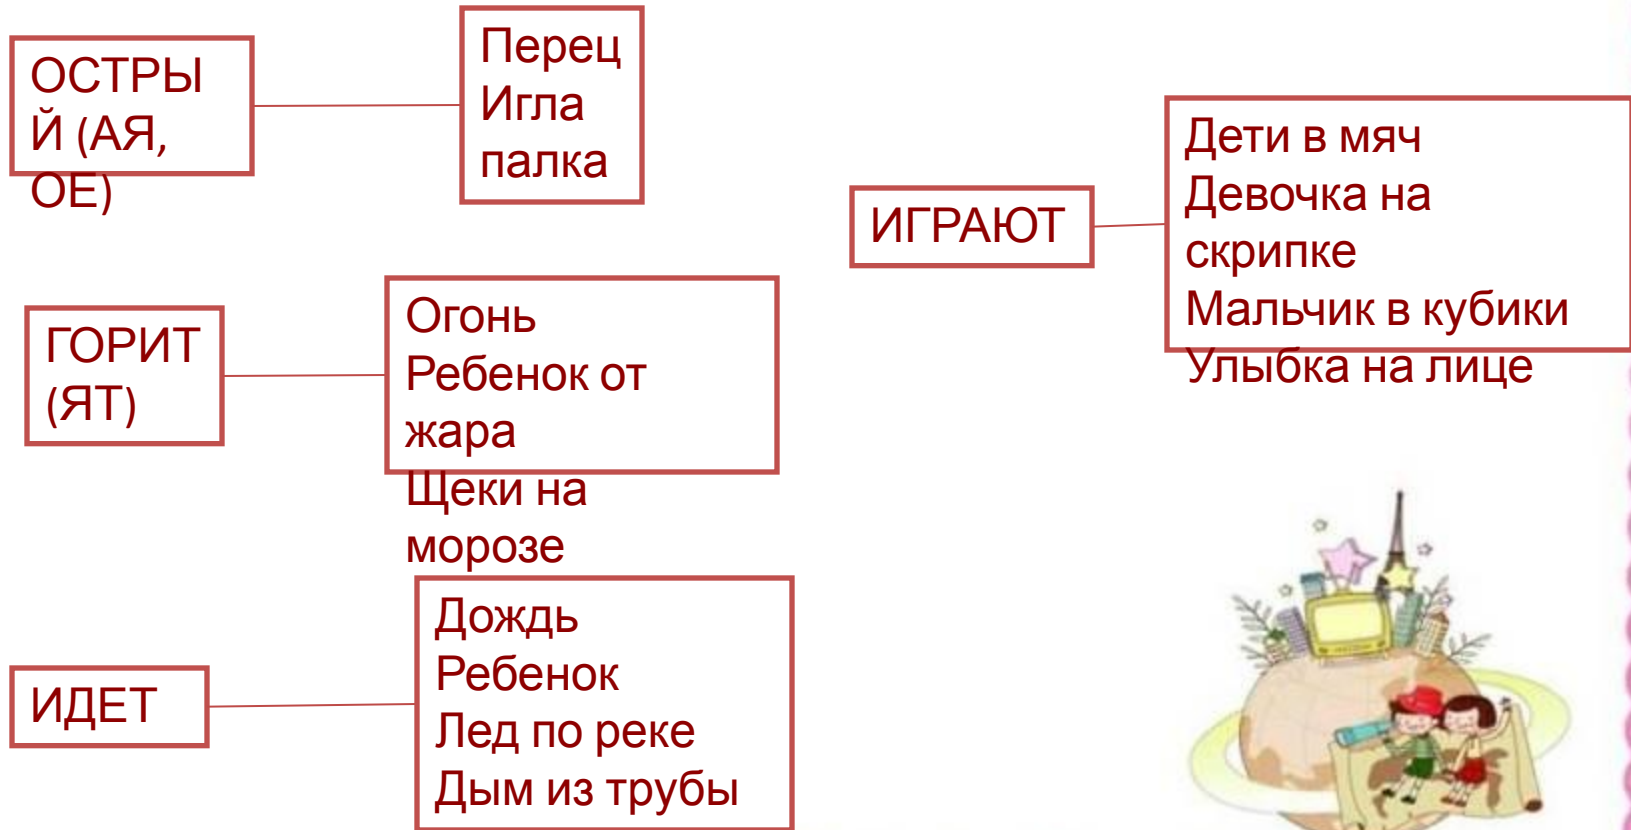 ОСТРЫ
Й (АЯ,
ОЕ)
Перец
Игла
палка
ИГРАЮТ
Дети в мяч
Девочка на
скрипке
Мальчик в кубики
Улыбка на лице
ГОРИТ
(ЯТ)
Огонь
Ребенок от
жара
Щеки на
морозе
ИДЕТ
Дождь
Ребенок
Лед по реке
Дым из трубы